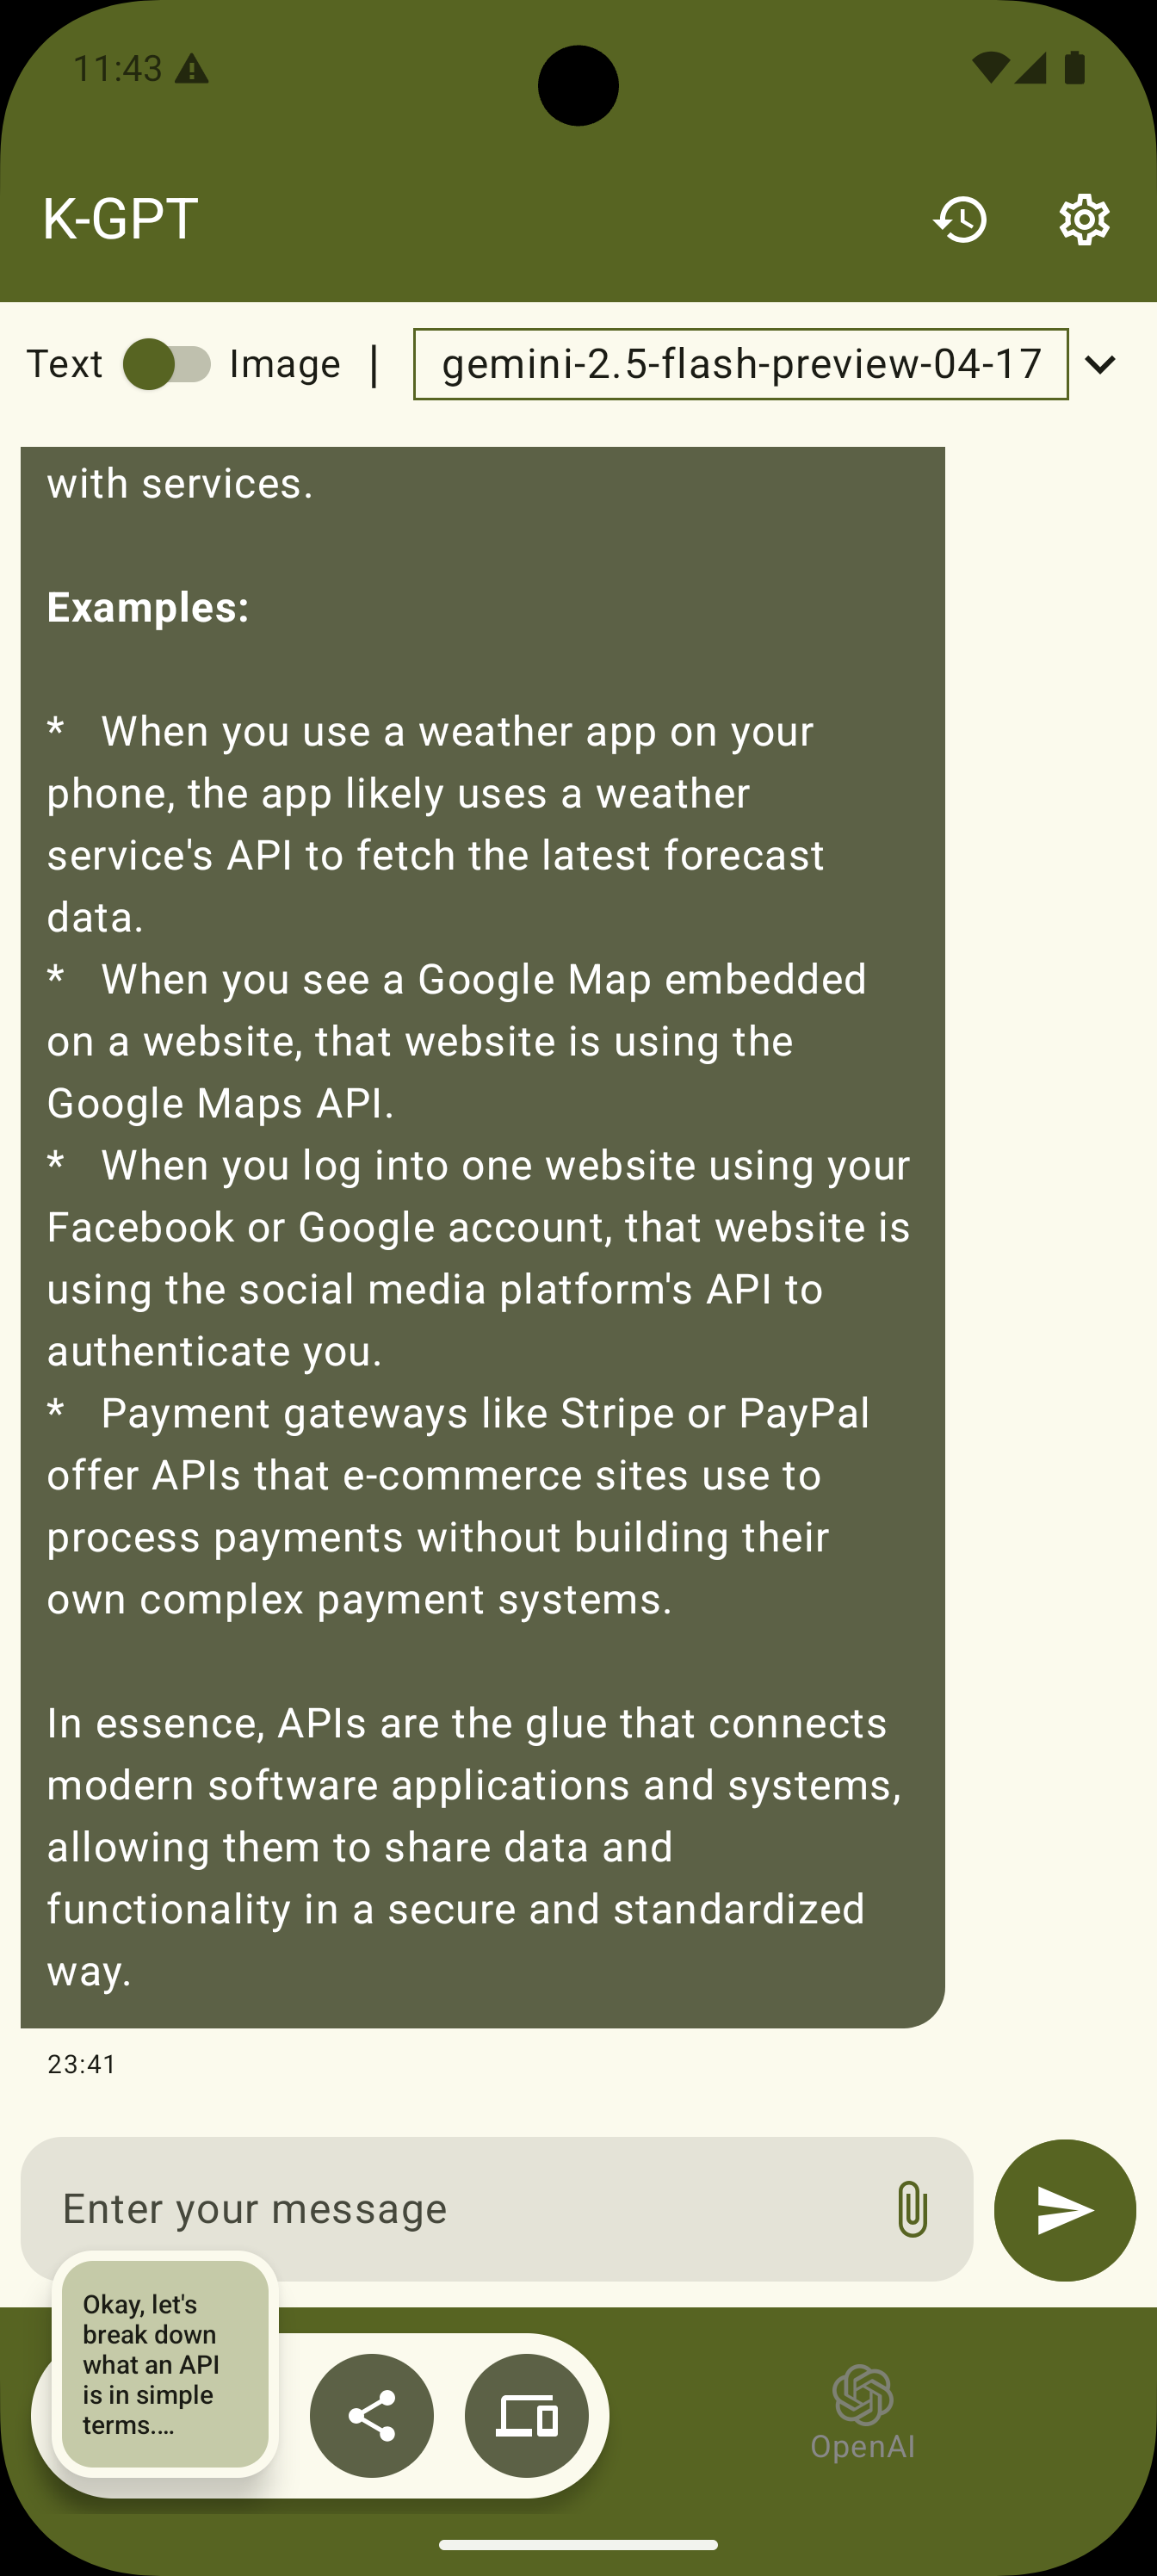 11:43
K-GPT
Text Image | gemini-2.5-flash-preview-04-17
with services.
Examples:
* When you use a weather app on your
phone, the app likely uses a weather
service's API to fetch the latest forecast
data.
* When you see a Google Map embedded
on a website, that website is using the
Google Maps API.
* When you log into one website using your
Facebook or Google account, that website is
using the social media platform's API to
authenticate you.
* Payment gateways like Stripe or PayPal
offer APIs that e-commerce sites use to
process payments without building their
own complex payment systems.
In essence, APIs are the glue that connects
modern software applications and systems,
allowing them to share data and
functionality in a secure and standardized
way.
23:41
Enter your message
Okay, let's
break down
what an API
is in simple
terms....
OpenAI